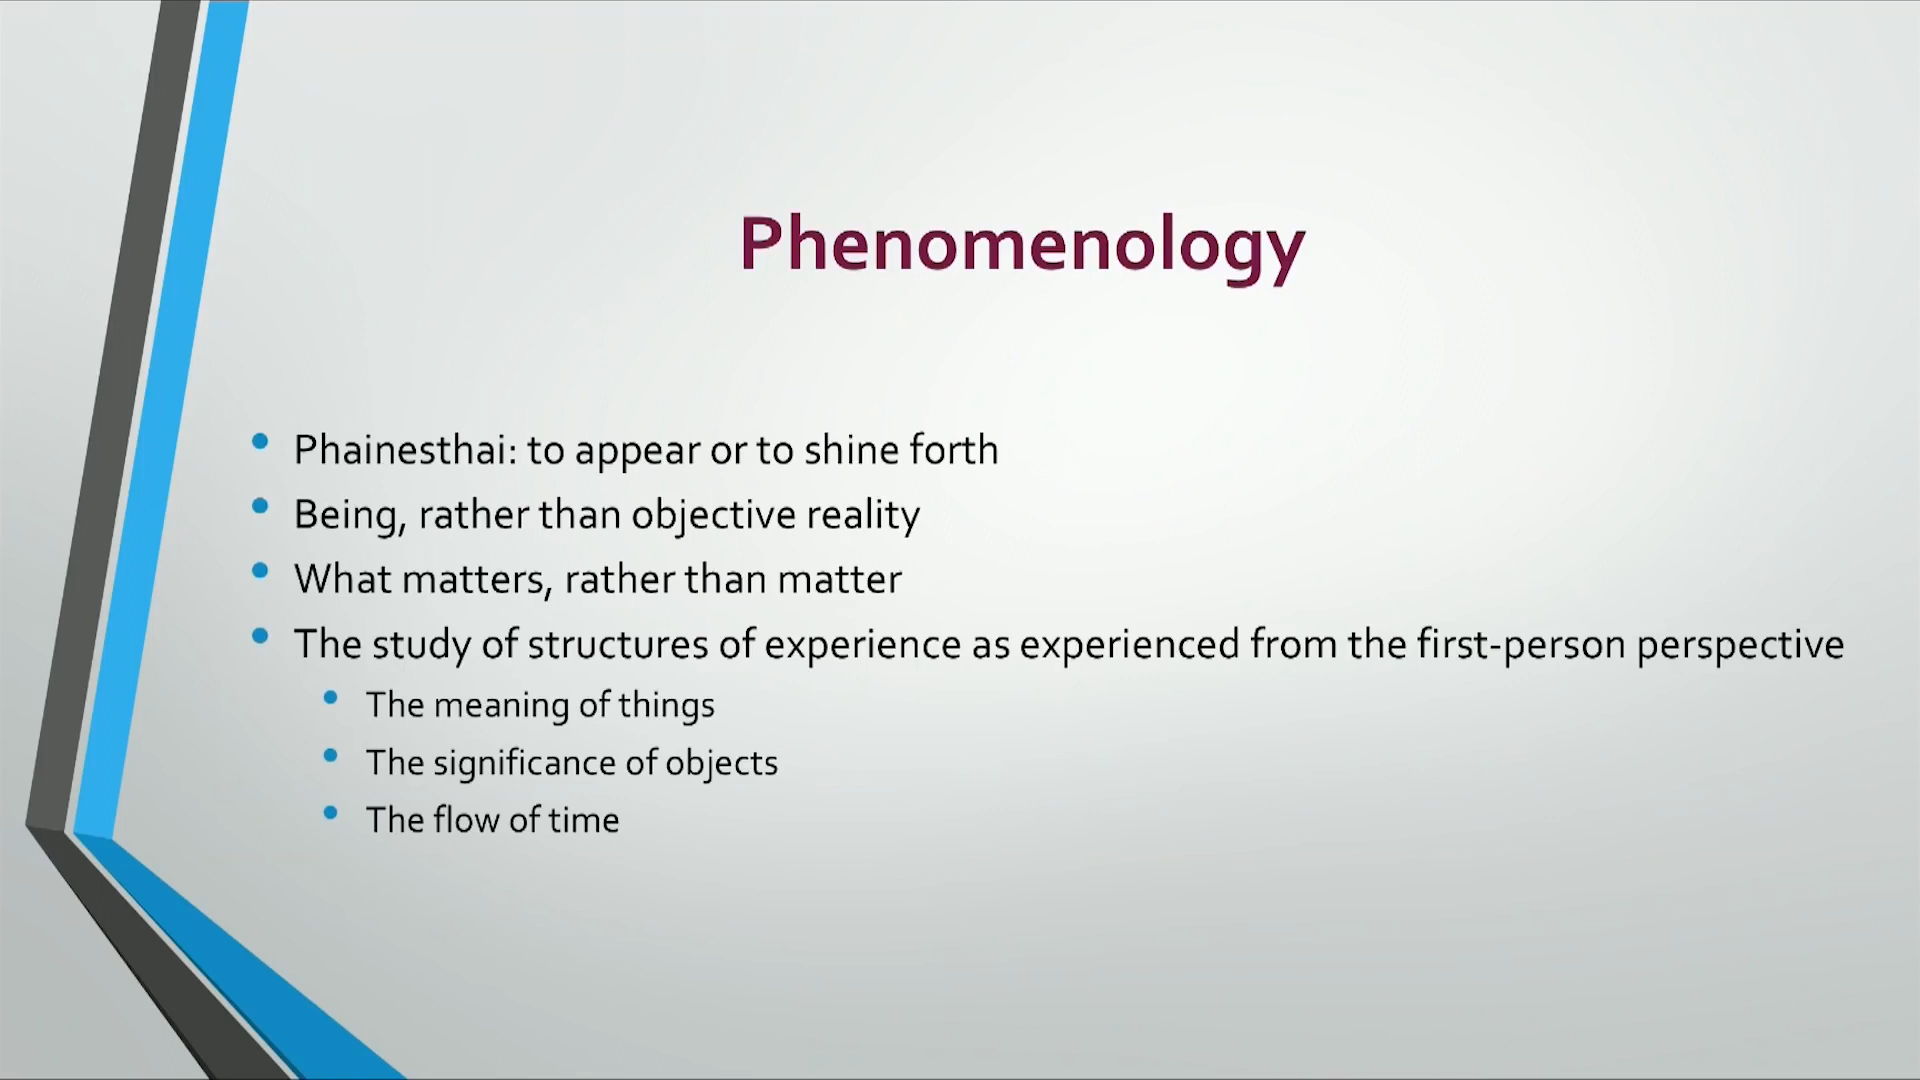 Phenomenology
Phainesthai: to appear or to shine forth
Being, rather than objective reality
What matters, rather than matter
The study of structures of experience as experienced from the first-person perspective
The meaning of things
The significance of objects
The flow of time